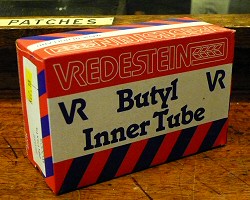 PATCHES
VREDESTEIN
VR
Butyl
VR
Inner Tube